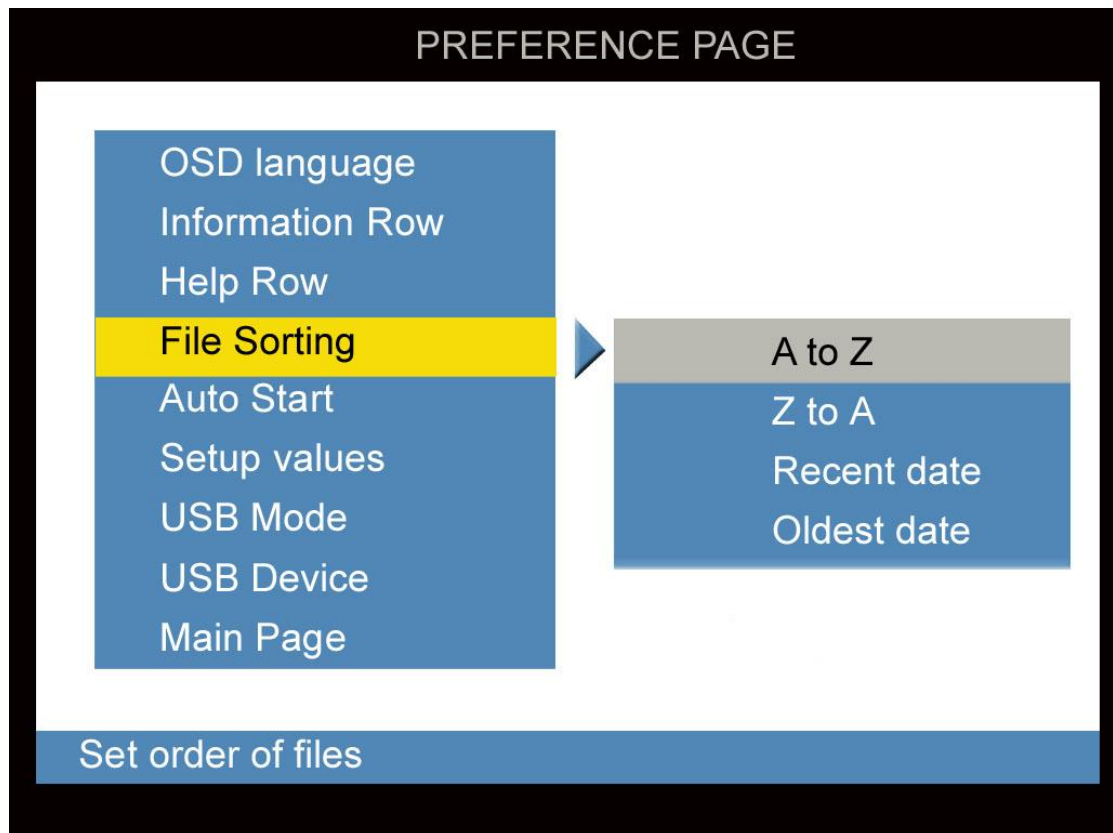 PREFERENCE PAGE
OSD language
Information Row
Help Row
File Sorting
Auto Start
Setup values
USB Mode
USB Device
Main Page
A to Z
Z to A
Recent date
Oldest date
Set order of files